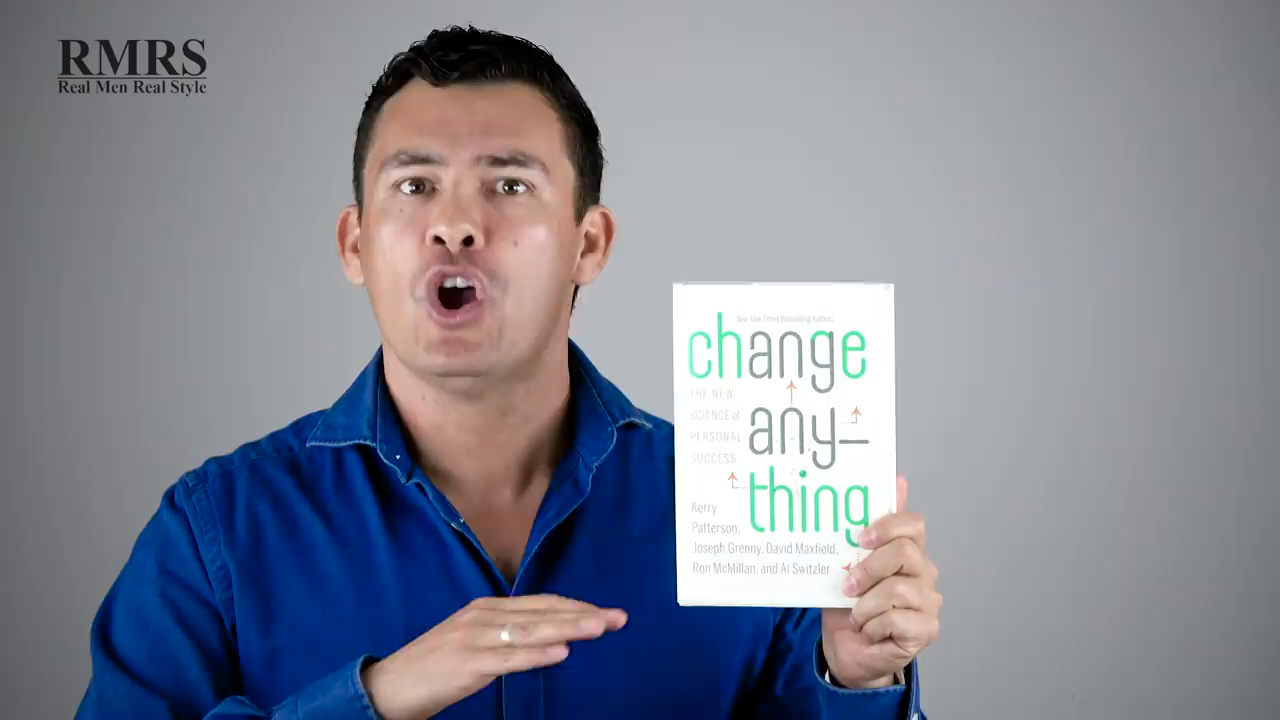 RMRS
Real Men Real Style
New York Times Bestselling Authors
change
THE NEW
SCIENCE of
PERSONAL
SUCCESS
any—
thing
Kerry
Patterson,
Joseph Grenny, David Maxfield,
Ron McMillan, and Al Switzler